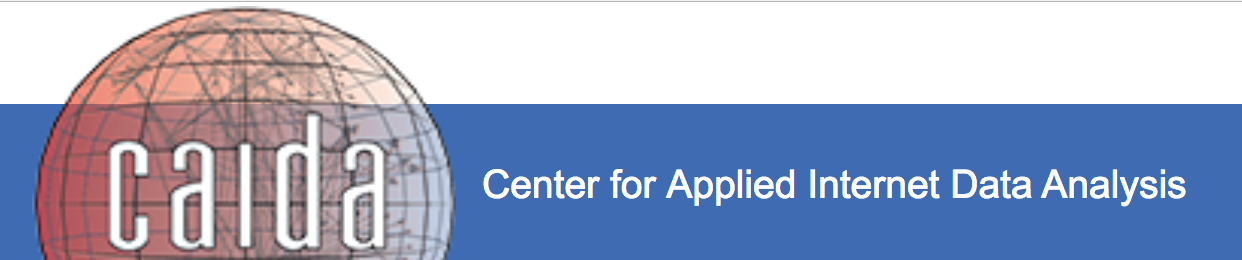 caida
Center for Applied Internet Data Analysis